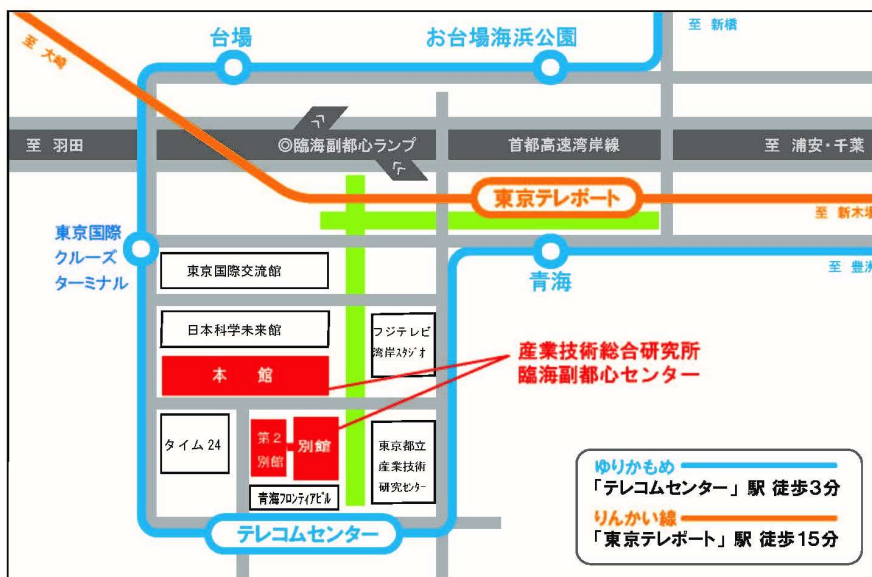 至 大崎
台場
お台場海浜公園
至 新橋
至 羽田
◎臨海副都心ランプ
首都高速湾岸線
至 浦安・千葉
東京テレポート
至 新木場
東京国際
クルーズ
ターミナル
青海
至 豊洲
東京国際交流館
日本科学未来館
フジテレビ
湾岸スタジオ
本 館
産業技術総合研究所
臨海副都心センター
タイム24
第2
別館
別館
東京都立
産業技術
研究センター
青海フロンティアビル
テレコムセンター
ゆりかもめ
「テレコムセンター」駅 徒歩3分
りんかい線
「東京テレポート」駅 徒歩15分